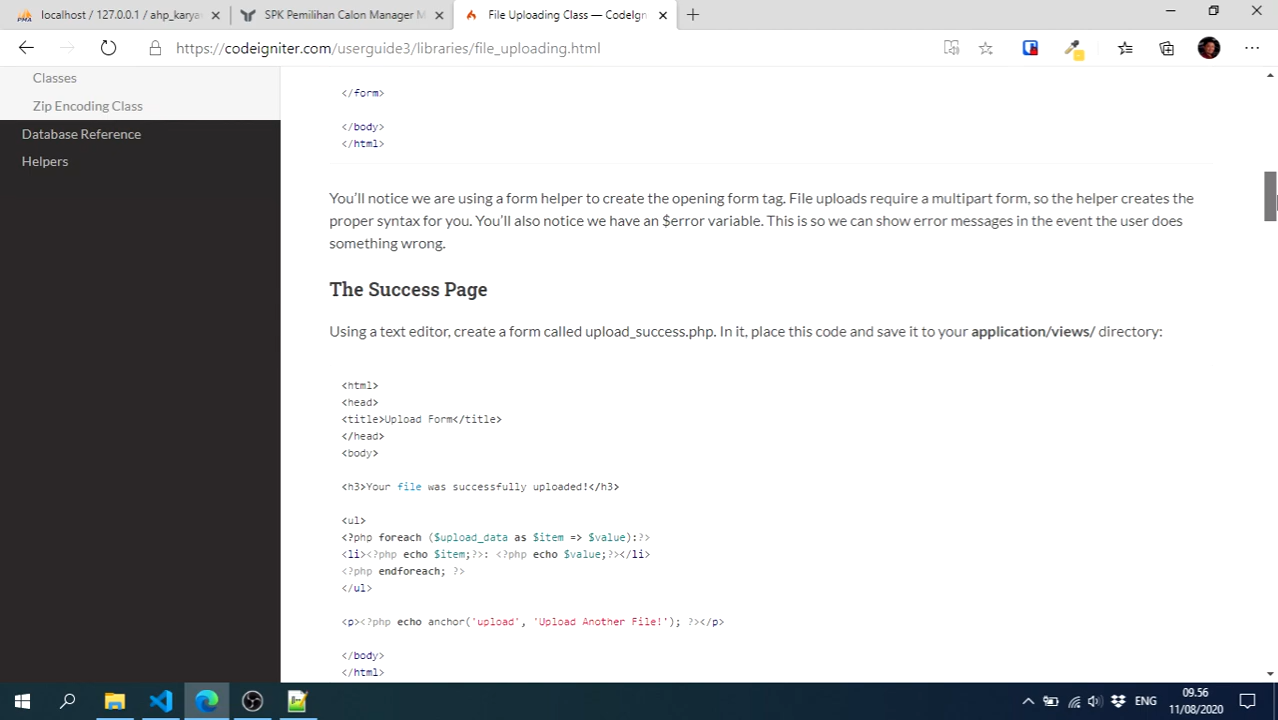 localhost / 127.0.0.1 / ahp_karyaw
SPK Pemilihan Calon Manager M
File Uploading Class — CodeIgn
https://codeigniter.com/userguide3/libraries/file_uploading.html
Classes
Zip Encoding Class
Database Reference
Helpers
</form>
</body>
</html>
You’ll notice we are using a form helper to create the opening form tag. File uploads require a multipart form, so the helper creates the
proper syntax for you. You’ll also notice we have an $error variable. This is so we can show error messages in the event the user does
something wrong.
The Success Page
Using a text editor, create a form called upload_success.php. In it, place this code and save it to your application/views/ directory:
<html>
<head>
<title>Upload Form</title>
</head>
<body>
<h3>Your file was successfully uploaded!</h3>
<ul>
<?php foreach ($upload_data as $item => $value):?>
<li><?php echo $item;?>: <?php echo $value;?></li>
<?php endforeach; ?>
</ul>
<p><?php echo anchor('upload', 'Upload Another File!'); ?></p>
</body>
</html>
ENG
09.56
11/08/2020